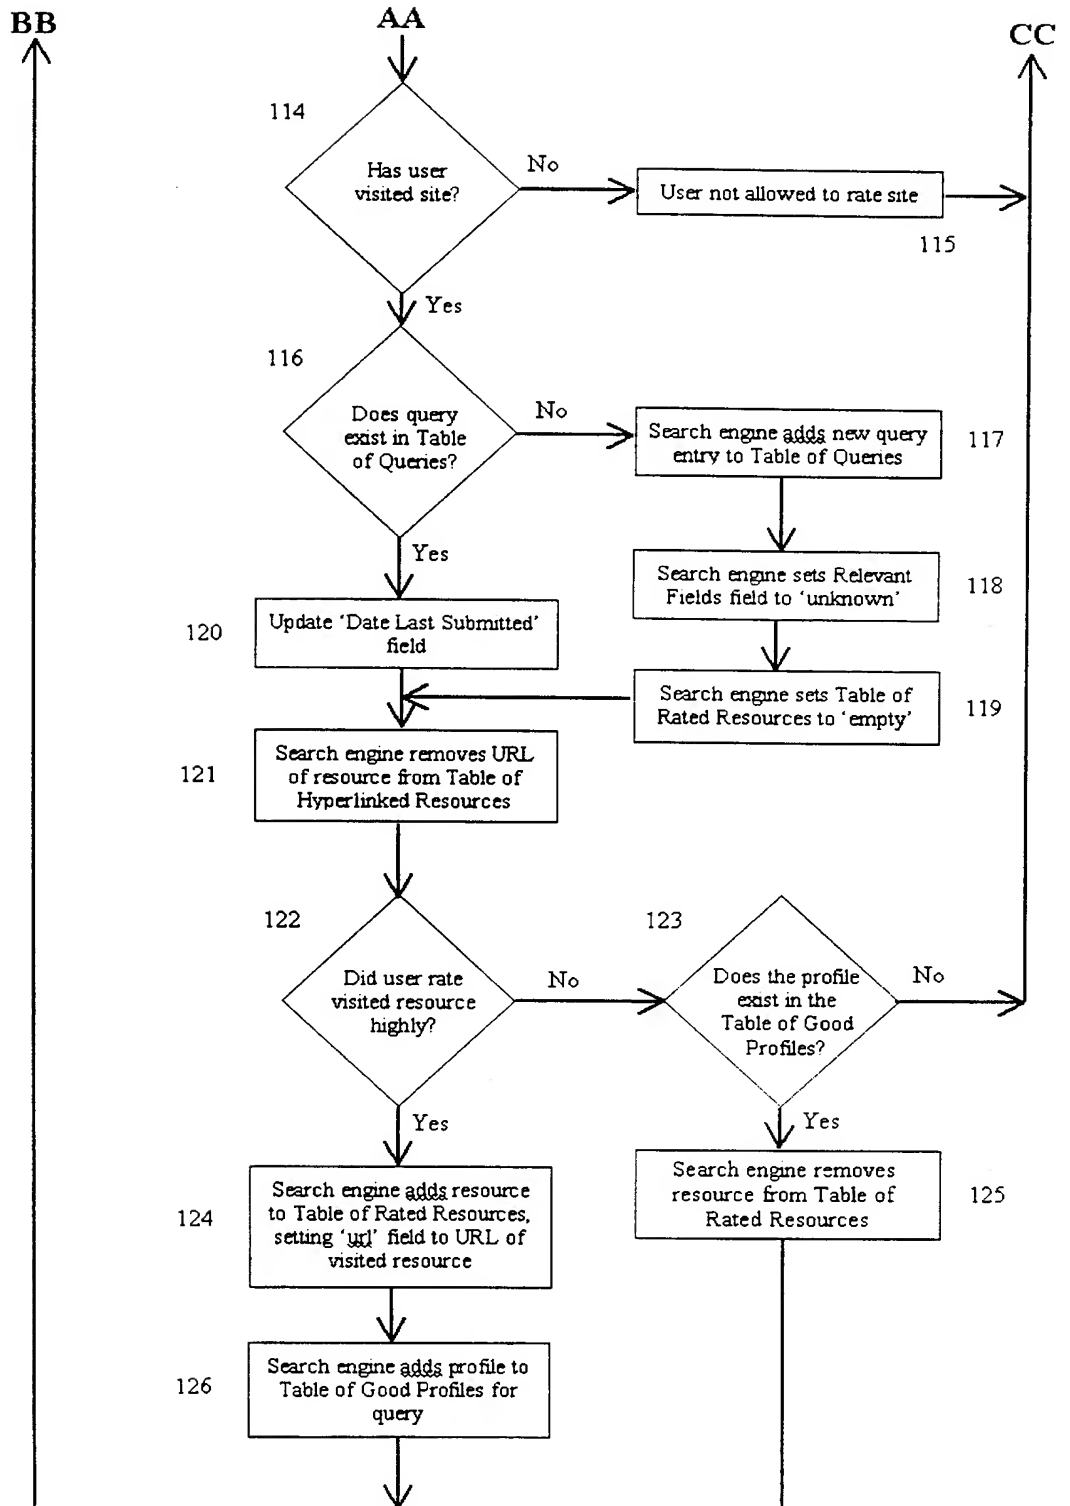 BB
AA
CC
114
Has user
visited site?
No
User not allowed to rate site
115
Yes
116
Does query
exist in Table
of Queries?
No
Search engine adds new query
entry to Table of Queries
117
Yes
Search engine sets Relevant
Fields field to 'unknown'
118
120
Update 'Date Last Submitted'
field
Search engine sets Table of
Rated Resources to 'empty'
119
121
Search engine removes URL
of resource from Table of
Hyperlinked Resources
122
Did user rate
visited resource
highly?
No
123
Does the profile
exist in the
Table of Good
Profiles?
No
Yes
Yes
124
Search engine adds resource
to Table of Rated Resources,
setting 'url' field to URL of
visited resource
Search engine removes
resource from Table of
Rated Resources
125
126
Search engine adds profile to
Table of Good Profiles for
query